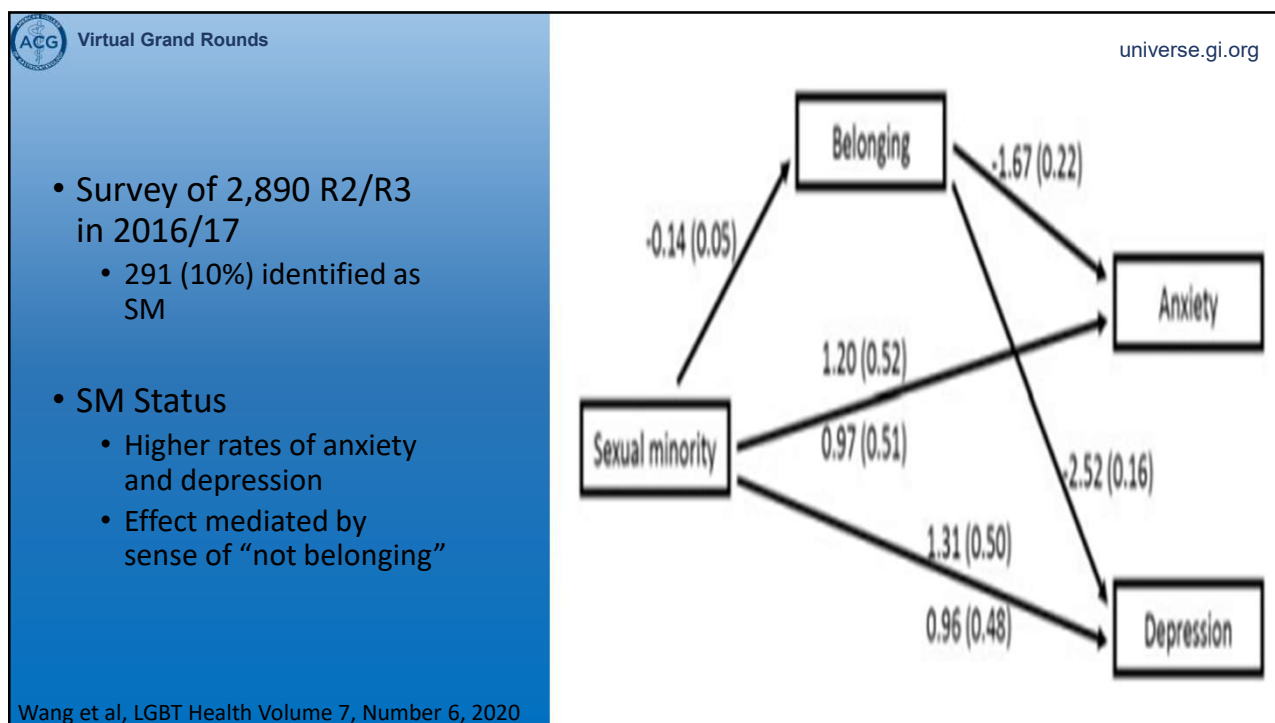 ACG
Virtual Grand Rounds
universe.gi.org
• Survey of 2,890 R2/R3
in 2016/17
• 291 (10%) identified as
SM
• SM Status
• Higher rates of anxiety
and depression
• Effect mediated by
sense of “not belonging”
Wang et al, LGBT Health Volume 7, Number 6, 2020
Belonging
-1.67 (0.22)
-0.14 (0.05)
Anxiety
1.20 (0.52)
Sexual minority
0.97 (0.51)
-2.52 (0.16)
1.31 (0.50)
0.96 (0.48)
Depression